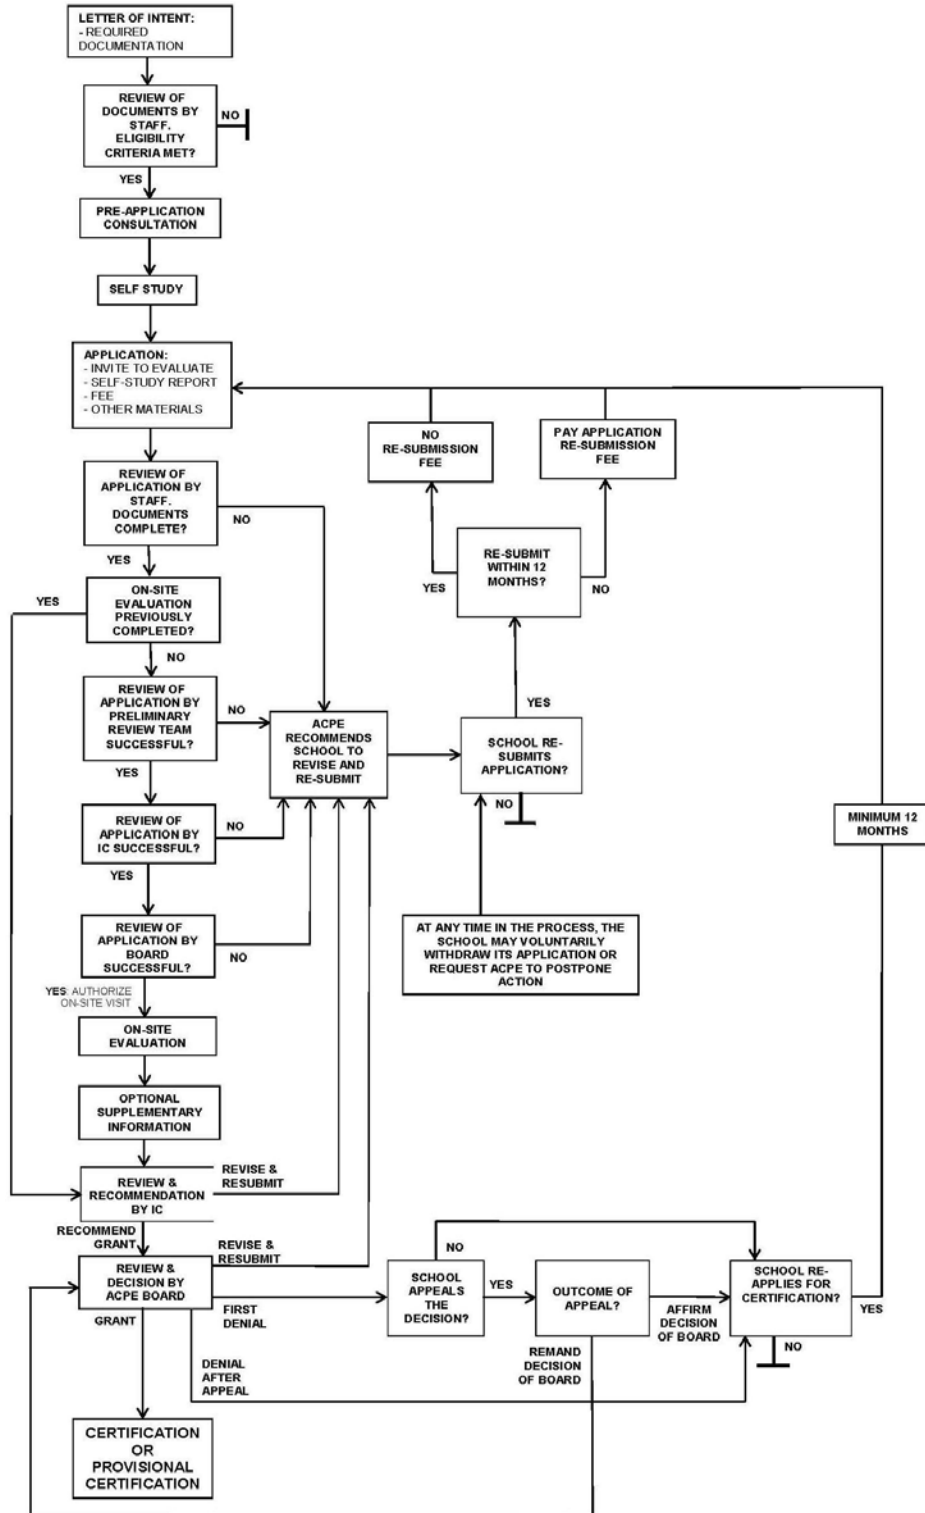 LETTER OF INTENT:
- REQUIRED
DOCUMENTATION
REVIEW OF
DOCUMENTS BY
STAFF.
ELIGIBILITY
CRITERIA MET?
NO
YES
PRE-APPLICATION
CONSULTATION
SELF STUDY
APPLICATION:
- INVITE TO EVALUATE
- SELF-STUDY REPORT
- FEE
- OTHER MATERIALS
NO
RE-SUBMISSION
FEE
PAY APPLICATION
RE-SUBMISSION
FEE
REVIEW OF
APPLICATION BY
STAFF.
DOCUMENTS
COMPLETE?
NO
YES
RE-SUBMIT
WITHIN 12
MONTHS?
YES
NO
ON-SITE
EVALUATION
PREVIOUSLY
COMPLETED?
YES
NO
REVIEW OF
APPLICATION BY
PRELIMINARY
REVIEW TEAM
SUCCESSFUL?
NO
YES
ACPE
RECOMMENDS
SCHOOL TO
REVISE AND
RE-SUBMIT
SCHOOL RE-
SUBMITS
APPLICATION?
YES
NO
MINIMUM 12
MONTHS
REVIEW OF
APPLICATION BY
IC SUCCESSFUL?
NO
YES
REVIEW OF
APPLICATION BY
BOARD
SUCCESSFUL?
NO
AT ANY TIME IN THE PROCESS, THE
SCHOOL MAY VOLUNTARILY
WITHDRAW ITS APPLICATION OR
REQUEST ACPE TO POSTPONE
ACTION
YES: AUTHORIZE
ON-SITE VISIT
ON-SITE
EVALUATION
OPTIONAL
SUPPLEMENTARY
INFORMATION
REVIEW &
RECOMMENDATION
BY IC
REVISE &
RESUBMIT
RECOMMEND
GRANT
REVIEW &
DECISION BY
ACPE BOARD
REVISE &
RESUBMIT
FIRST
DENIAL
GRANT
DENIAL
AFTER
APPEAL
SCHOOL
APPEALS
THE
DECISION?
NO
YES
OUTCOME OF
APPEAL?
AFFIRM
DECISION
OF BOARD
REMAND
DECISION
OF BOARD
SCHOOL RE-
APPLIES FOR
CERTIFICATION?
YES
NO
CERTIFICATION
OR
PROVISIONAL
CERTIFICATION